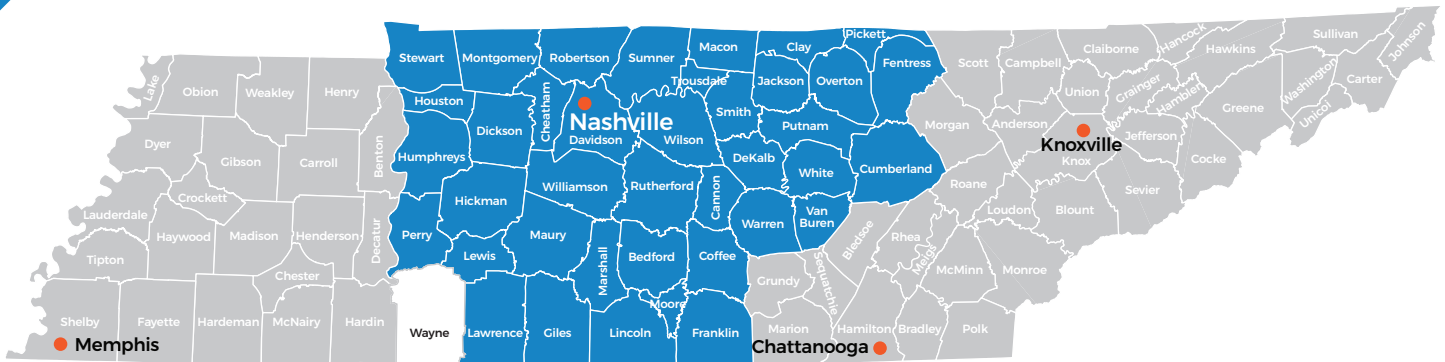 Stewart
Montgomery
Robertson
Sumner
Macon
Clay
Pickett
Fentress
Scott
Campbell
Claiborne
Hancock
Hawkins
Sullivan
Johnson
Lake
Obion
Weakley
Henry
Houston
Cheatham
Trousdale
Jackson
Overton
Union
Grainger
Hamblen
Washington
Carter
Unicoi
Greene
Dyer
Gibson
Carroll
Benton
Humphreys
Dickson
Nashville
Davidson
Wilson
Smith
Putnam
Morgan
Anderson
Knoxville
Knox
Jefferson
Cocke
Crockett
Lauderdale
Haywood
Madison
Henderson
Decatur
Perry
Hickman
Williamson
Rutherford
Cannon
DeKalb
White
Cumberland
Roane
Loudon
Blount
Sevier
Tipton
Chester
Lewis
Maury
Marshall
Bedford
Coffee
Warren
Van
Buren
Bledsoe
Rhea
Meigs
McMinn
Monroe
Grundy
Sequatchie
Shelby
Fayette
Hardeman
McNairy
Hardin
Wayne
Lawrence
Giles
Lincoln
Moore
Franklin
Marion
Hamilton
Bradley
Polk
Memphis
Chattanooga